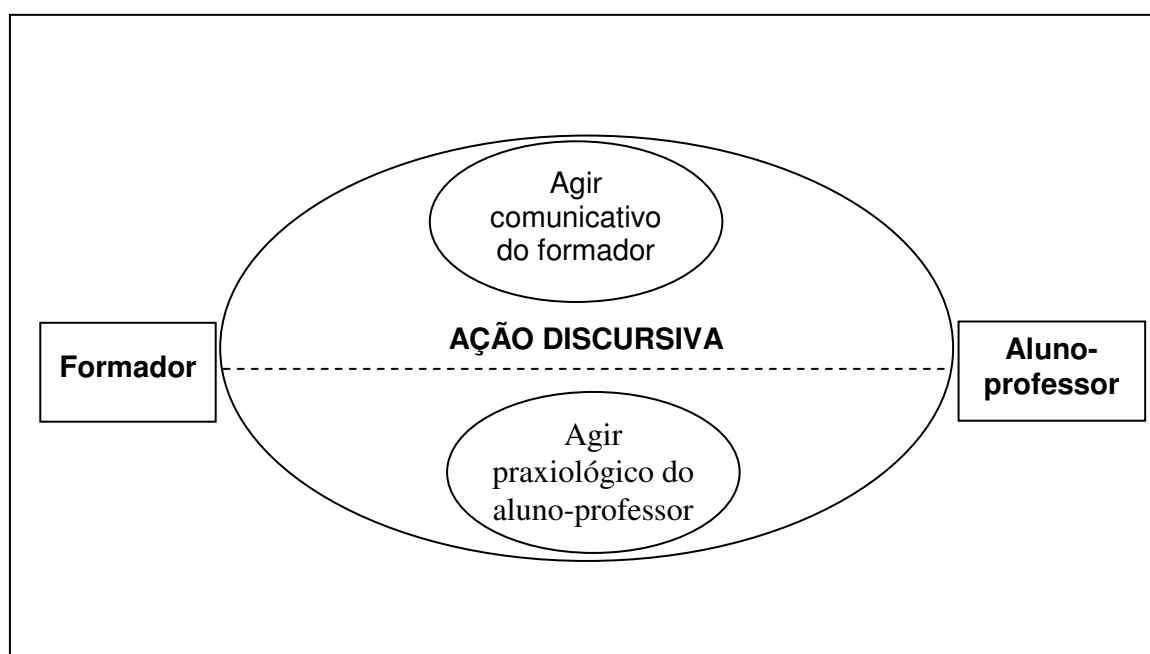 Agir
comunicativo
do formador
AÇÃO DISCURSIVA
Formador
Aluno-
professor
Agir
praxiológico do
aluno-professor